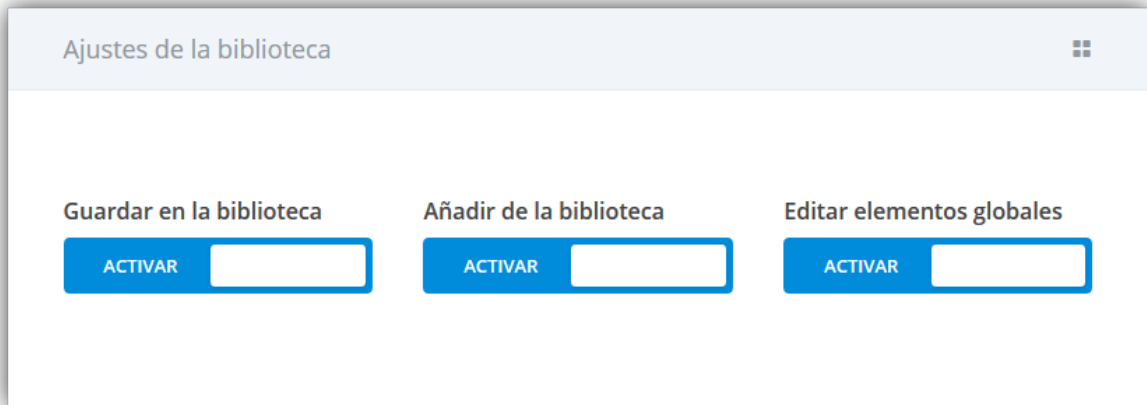 Ajustes de la biblioteca
Guardar en la biblioteca
Añadir de la biblioteca
Editar elementos globales
ACTIVAR
ACTIVAR
ACTIVAR